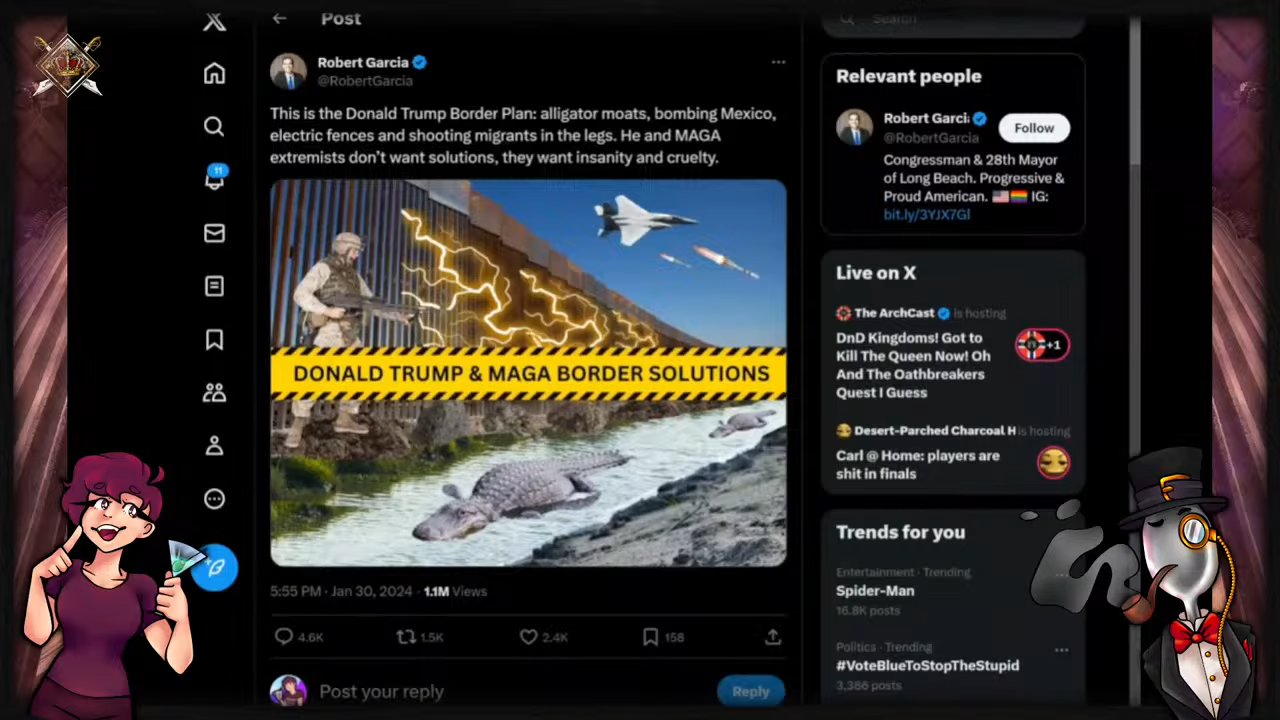 Post
Search
Robert Garcia
@RobertGarcia
This is the Donald Trump Border Plan: alligator moats, bombing Mexico,
electric fences and shooting migrants in the legs. He and MAGA
extremists don't want solutions, they want insanity and cruelty.
DONALD TRUMP & MAGA BORDER SOLUTIONS
5:55 PM · Jan 30, 2024 · 1.1M Views
4.6K
1.5K
2.4K
158
Post your reply
Reply
11
Relevant people
Robert Garci
@RobertGarcia
Follow
Congressman & 28th Mayor
of Long Beach. Progressive &
Proud American. 🇺🇸🏳️‍🌈 IG:
bit.ly/3YJX7Gl
Live on X
The ArchCast is hosting
DnD Kingdoms! Got to
Kill The Queen Now! Oh
And The Oathbreakers
Quest I Guess
+1
Desert-Parched Charcoal H is hosting
Carl @ Home: players are
shit in finals
Trends for you
Entertainment · Trending
Spider-Man
16.8K posts
Politics · Trending
#VoteBlueToStopTheStupid
3,386 posts